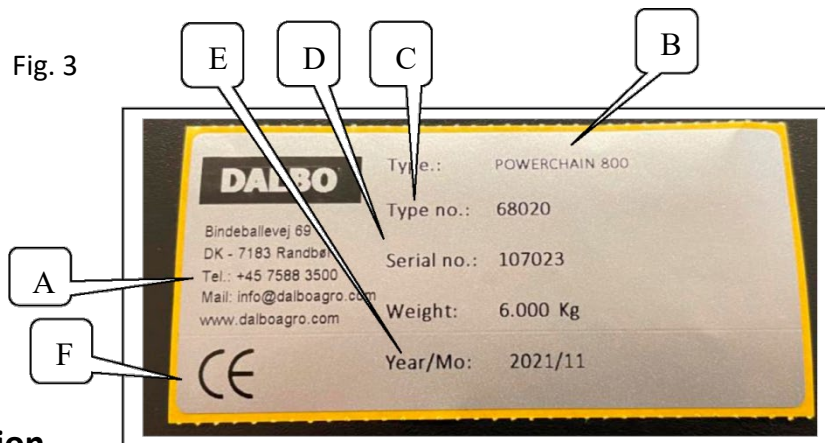 Fig. 3
E
D
C
B
A
F
DALBO
Bindeballevej 69
DK - 7183 Randbøl
Tel.: +45 7588 3500
Mail: info@dalboagro.com
www.dalboagro.com
CE
Type.: POWERCHAIN 800
Type no.: 68020
Serial no.: 107023
Weight: 6.000 Kg
Year/Mo: 2021/11